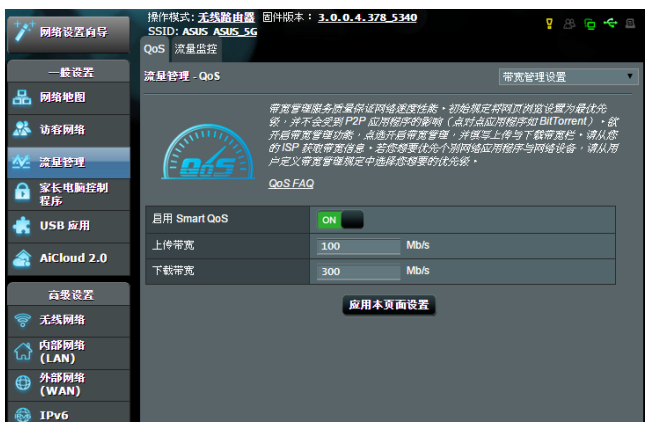 操作模式: 无线路由器 固件版本: 3.0.0.4.378_5340
SSID: ASUS ASUS_5G
网络设置向导
QoS 流量监控
一般设置
网络地图
访客网络
流量管理
家长电脑控制
程序
USB 应用
AiCloud 2.0
高级设置
无线网络
内部网络
(LAN)
外部网络
(WAN)
IPv6
流量管理 - QoS
带宽管理设置
QoS
带宽管理服务质量保证网络速度性能。初始规定将网页浏览设置为最优先
级，并不会受到 P2P 应用程序的影响（点对点应用程序如 BitTorrent）。欲
开启带宽管理功能，点选开启带宽管理，并撰写上传与下载带宽栏。请从您
的 ISP 获取带宽信息。若您想要优先个别网络应用程序与网络设备，请从用
户定义带宽管理规定中选择您想要的优先级。
QoS FAQ
启用 Smart QoS ON
上传带宽 100 Mb/s
下载带宽 300 Mb/s
应用本页面设置